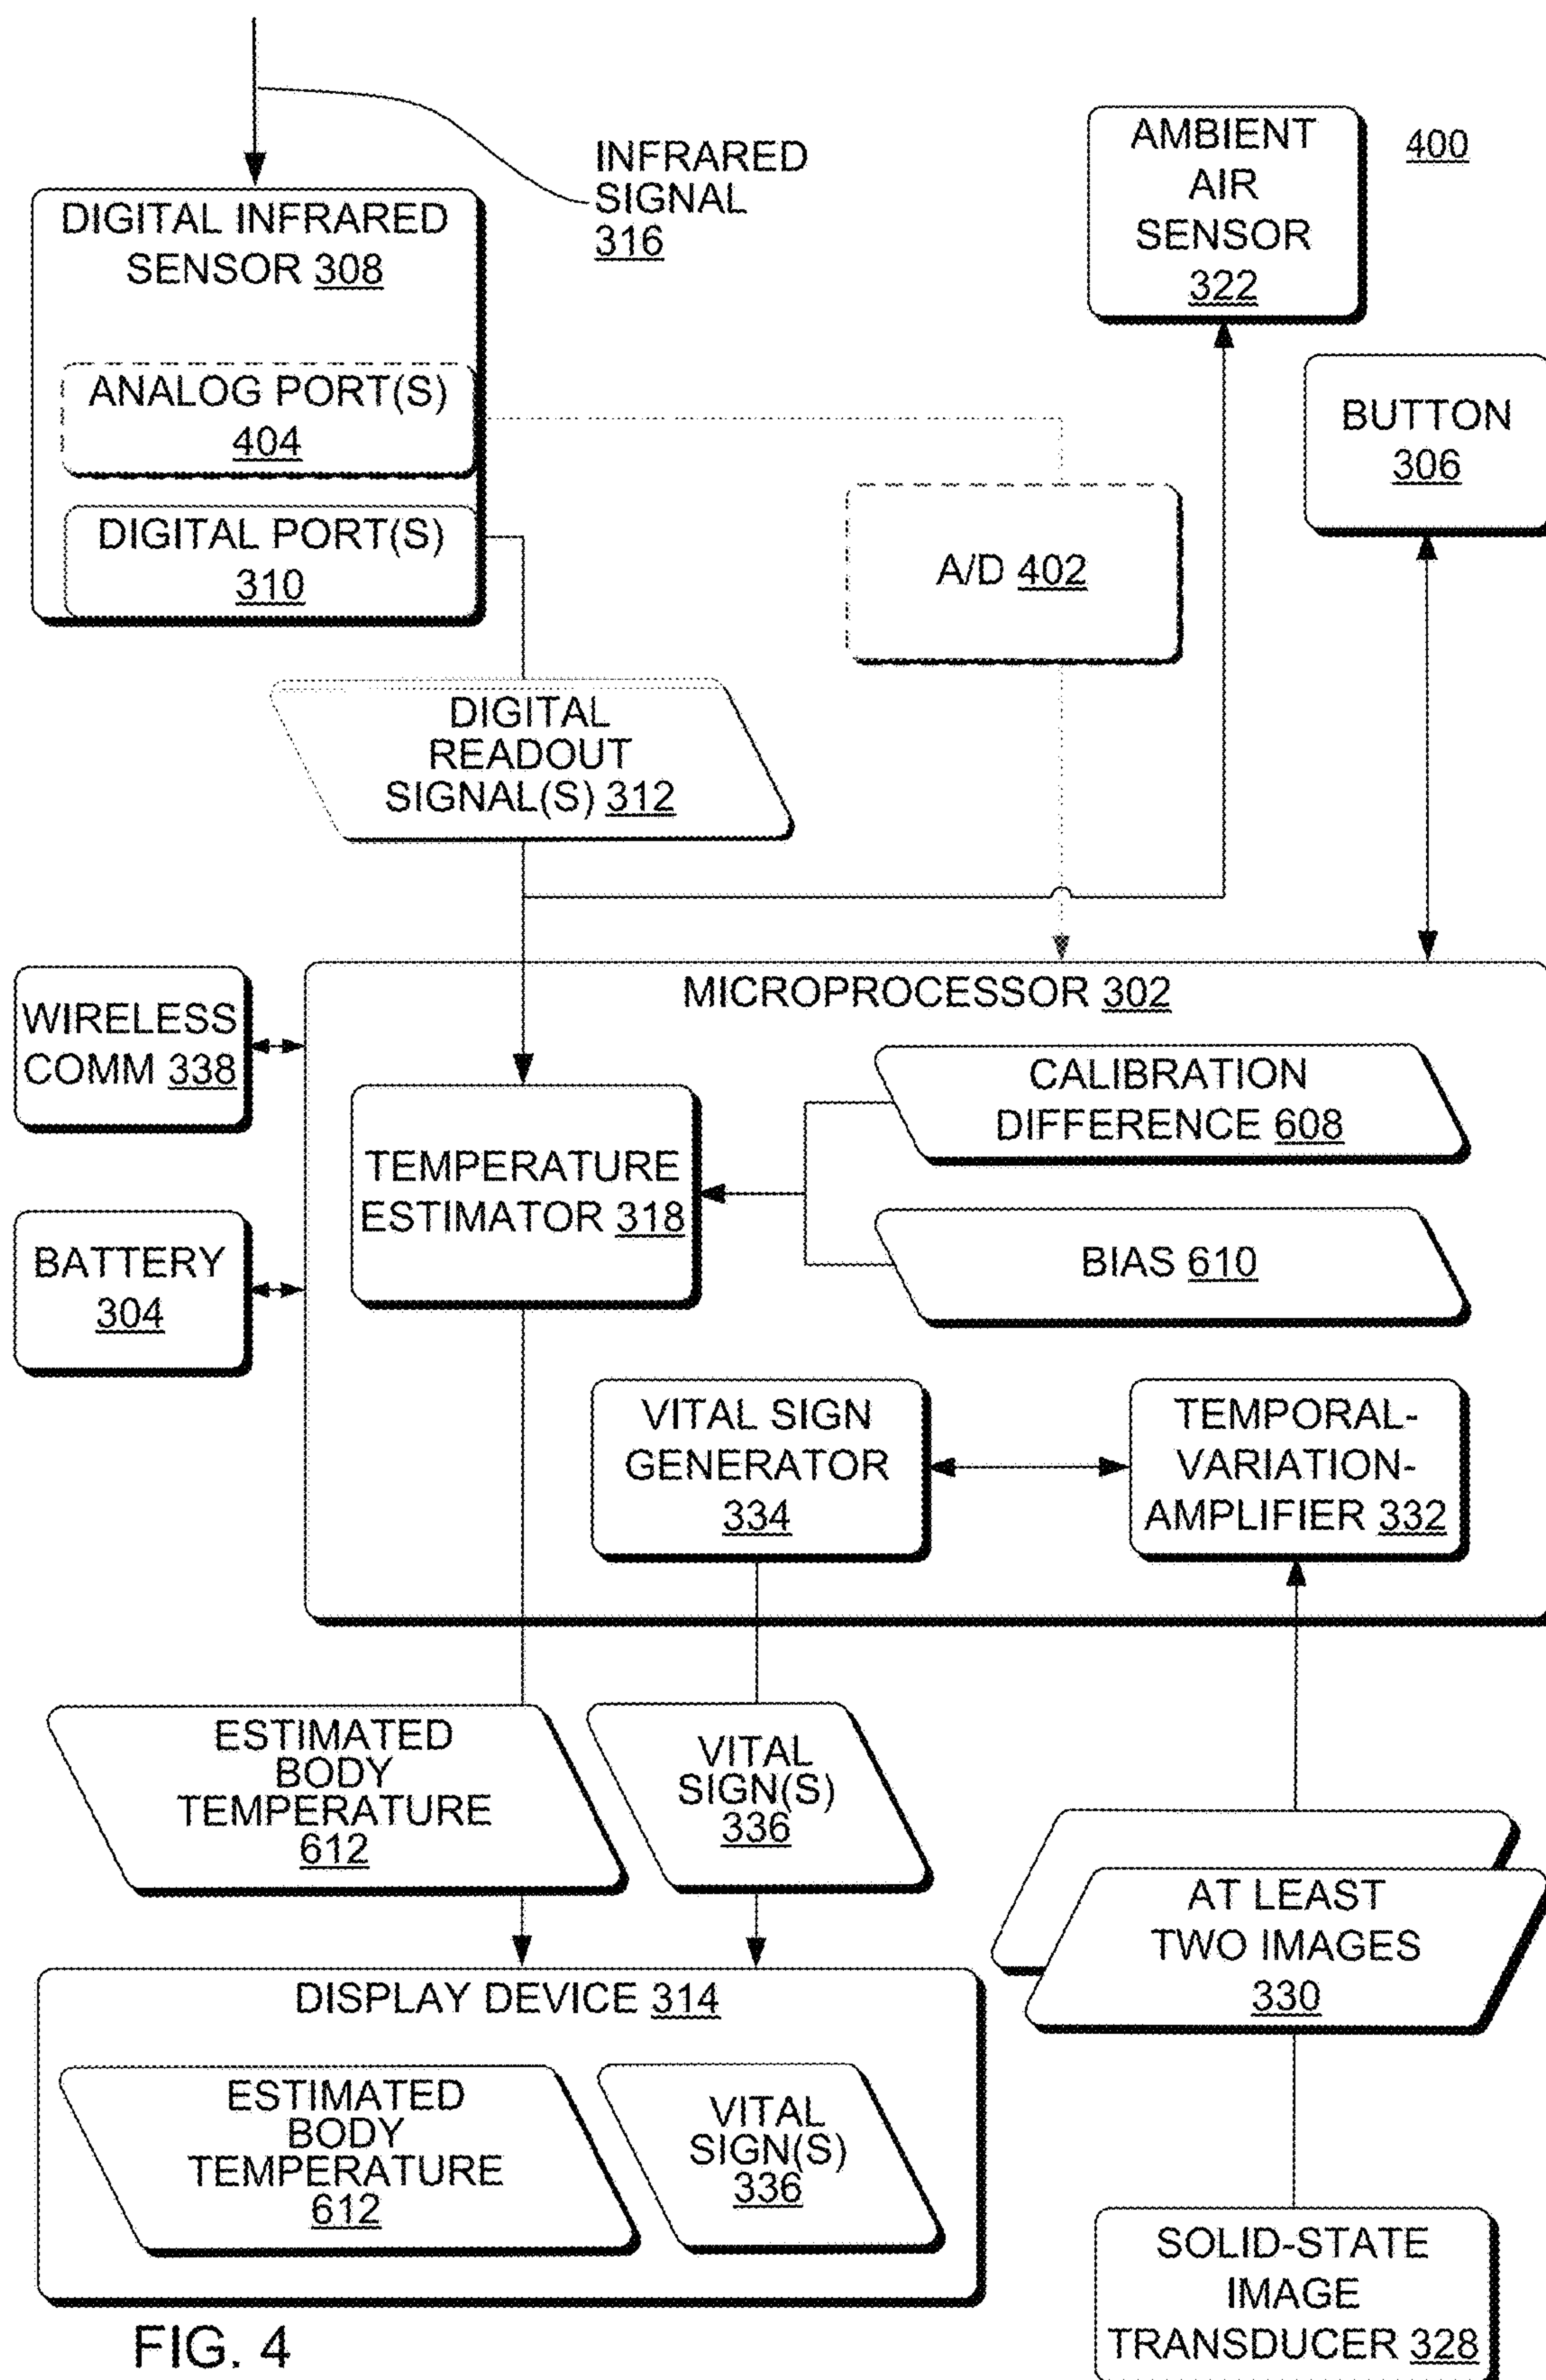 INFRARED
SIGNAL
316
AMBIENT
AIR
SENSOR
322
400
DIGITAL INFRARED
SENSOR 308
ANALOG PORT(S)
404
DIGITAL PORT(S)
310
BUTTON
306
A/D 402
DIGITAL
READOUT
SIGNAL(S) 312
MICROPROCESSOR 302
WIRELESS
COMM 338
CALIBRATION
DIFFERENCE 608
TEMPERATURE
ESTIMATOR 318
BATTERY
304
BIAS 610
VITAL SIGN
GENERATOR
334
TEMPORAL-
VARIATION-
AMPLIFIER 332
ESTIMATED
BODY
TEMPERATURE
612
VITAL
SIGN(S)
336
AT LEAST
TWO IMAGES
330
DISPLAY DEVICE 314
ESTIMATED
BODY
TEMPERATURE
612
VITAL
SIGN(S)
336
SOLID-STATE
IMAGE
TRANSDUCER 328
FIG. 4